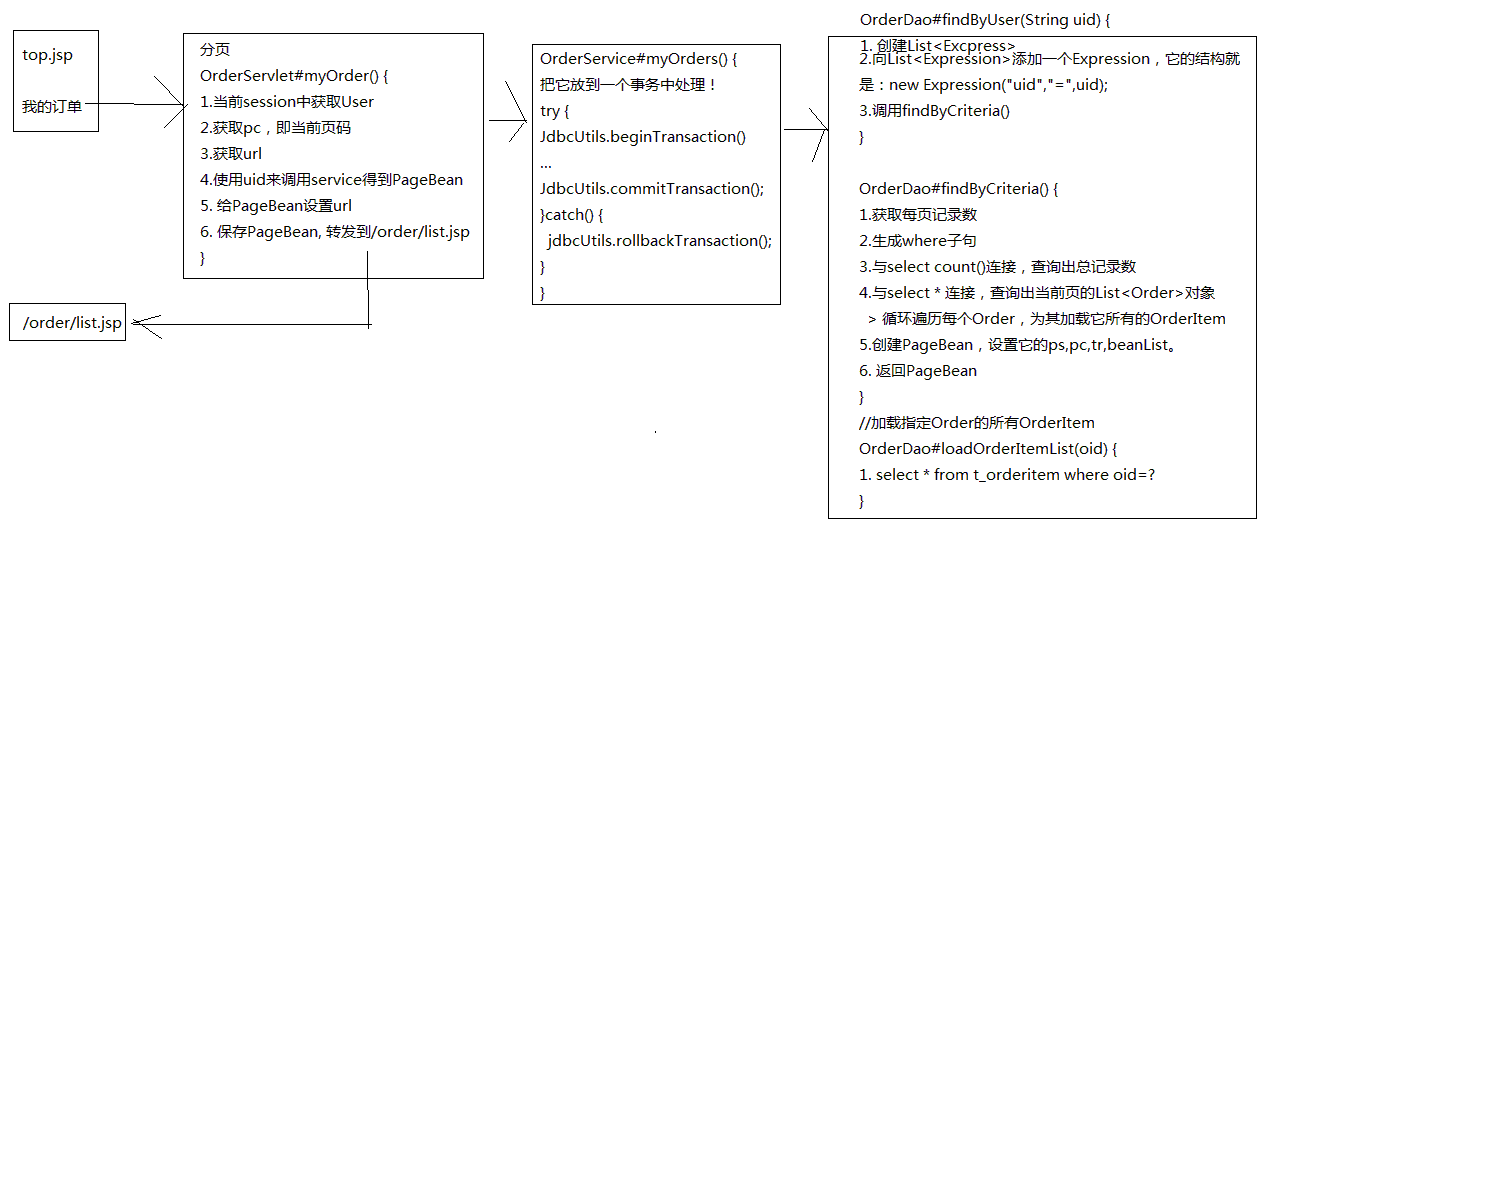 top.jsp
我的订单
分页
OrderServlet#myOrder() {
1.当前session中获取User
2.获取pc，即当前页码
3.获取url
4.使用uid来调用service得到PageBean
5. 给PageBean设置url
6. 保存PageBean, 转发到/order/list.jsp
}
/order/list.jsp
OrderService#myOrders() {
把它放到一个事务中处理！
try {
JdbcUtils.beginTransaction()
...
JdbcUtils.commitTransaction();
}catch() {
jdbcUtils.rollbackTransaction();
}
}
OrderDao#findByUser(String uid) {
1. 创建List<Excpress>
2.向List<Expression>添加一个Expression，它的结构就
是：new Expression("uid","=",uid);
3.调用findByCriteria()
}
OrderDao#findByCriteria() {
1.获取每页记录数
2.生成where子句
3.与select count()连接，查询出总记录数
4.与select * 连接，查询出当前页的List<Order>对象
> 循环遍历每个Order，为其加载它所有的OrderItem
5.创建PageBean，设置它的ps,pc,tr,beanList。
6. 返回PageBean
}
//加载指定Order的所有OrderItem
OrderDao#loadOrderItemList(oid) {
1. select * from t_orderitem where oid=?
}